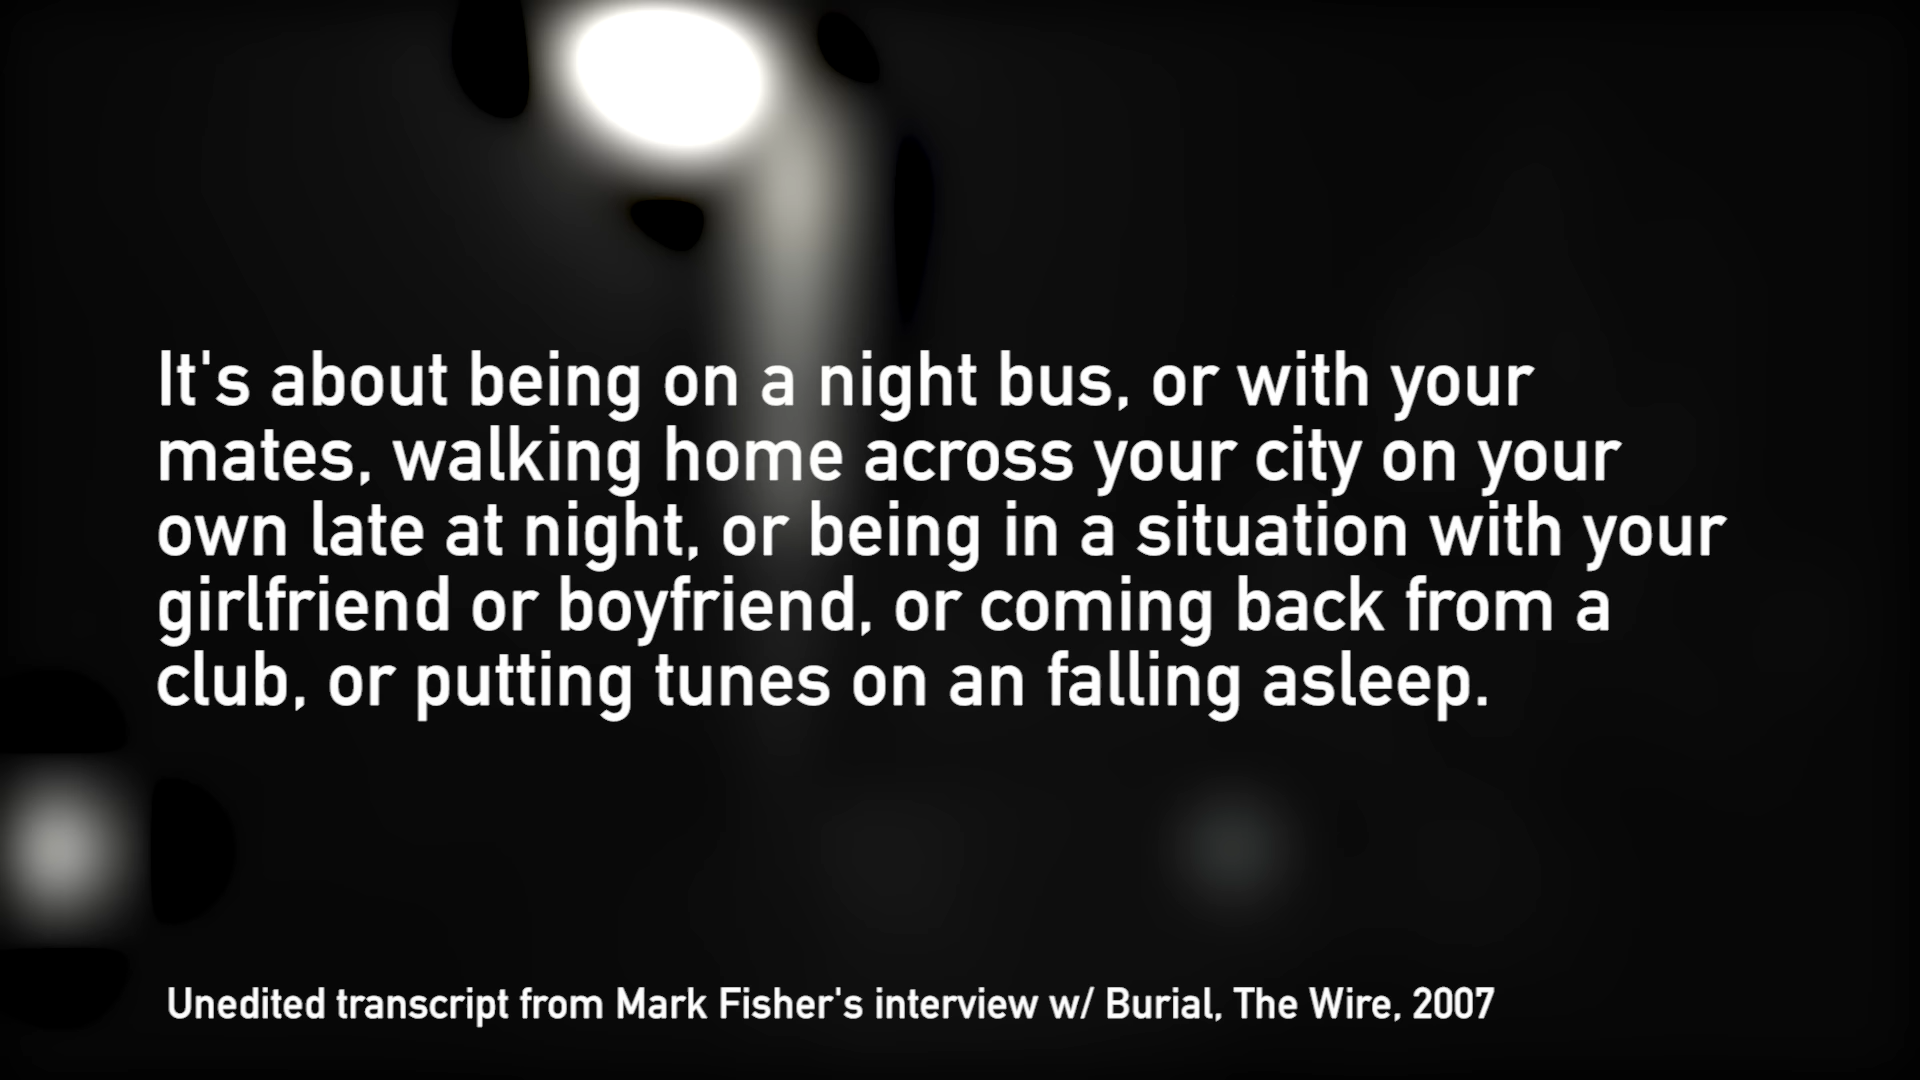 It's about being on a night bus, or with your
mates, walking home across your city on your
own late at night, or being in a situation with your
girlfriend or boyfriend, or coming back from a
club, or putting tunes on an falling asleep.
Unedited transcript from Mark Fisher's interview w/ Burial, The Wire, 2007